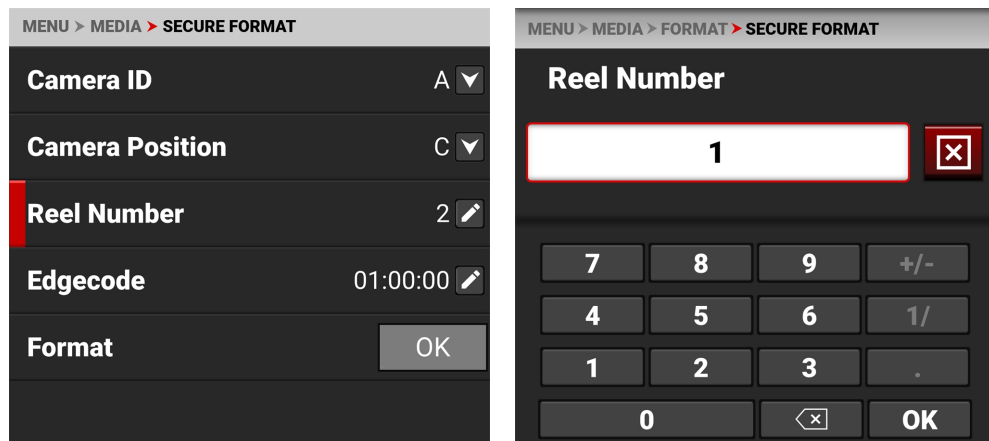 MENU > MEDIA > SECURE FORMAT
Camera ID A
Camera Position C
Reel Number 2
Edgecode 01:00:00
Format OK
MENU > MEDIA > FORMAT > SECURE FORMAT
Reel Number
1
7 8 9 +/-
4 5 6 1/
1 2 3 .
0 OK